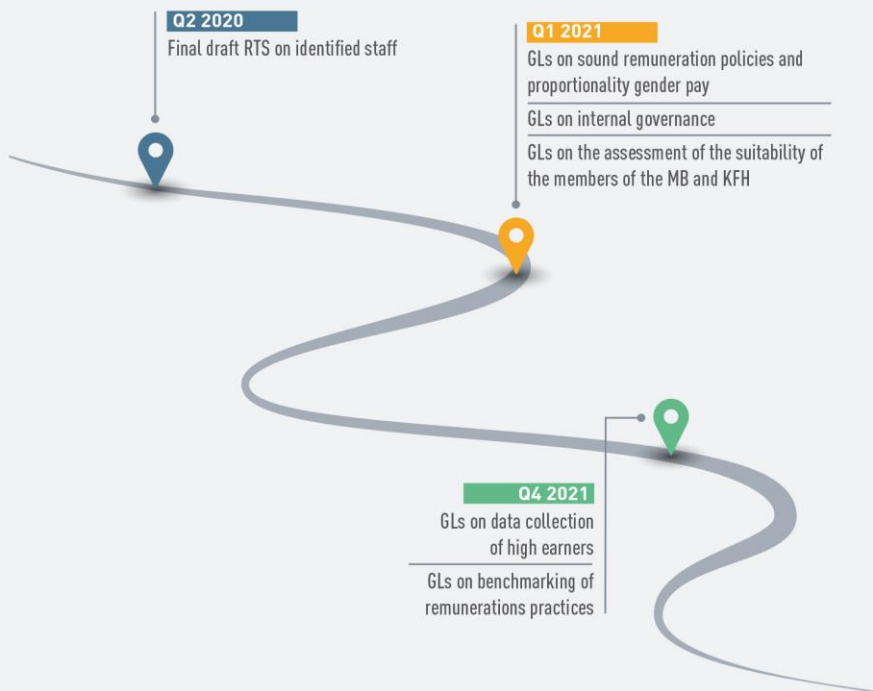 Q2 2020
Final draft RTS on identified staff
Q1 2021
GLs on sound remuneration policies and
proportionality gender pay
GLs on internal governance
GLs on the assessment of the suitability of
the members of the MB and KFH
Q4 2021
GLs on data collection
of high earners
GLs on benchmarking of
remunerations practices